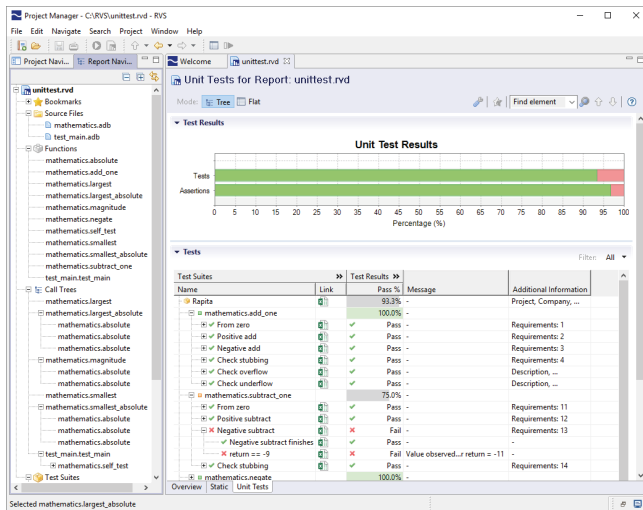 Project Manager - C:\RVS\unittest.rvd - RVS
File Edit Navigate Search Project Window Help
Project Navi... Report Navi...
unittest.rvd
Bookmarks
Source Files
mathematics.adb
test_main.adb
Functions
mathematics.absolute
mathematics.add_one
mathematics.largest
mathematics.largest_absolute
mathematics.magnitude
mathematics.negate
mathematics.self_test
mathematics.smallest
mathematics.smallest_absolute
mathematics.subtract_one
test_main.test_main
Call Trees
mathematics.largest
mathematics.largest_absolute
mathematics.absolute
mathematics.absolute
mathematics.absolute
mathematics.magnitude
mathematics.absolute
mathematics.absolute
mathematics.smallest
mathematics.smallest_absolute
mathematics.absolute
mathematics.absolute
mathematics.absolute
test_main.test_main
mathematics.self_test
Test Suites
Welcome unittest.rvd
Unit Tests for Report: unittest.rvd
Mode: Tree Flat Find element
Test Results
Unit Test Results
Tests
Assertions
0 5 10 15 20 25 30 35 40 45 50 55 60 65 70 75 80 85 90 95 100
Percentage (%)
Tests
Filter: All
Test Suites » Test Results »
Name Link Pass % Message Additional Information
Rapita 93.3% - Project, Company, ...
mathematics.add_one 100.0% -
From zero Pass - Requirements: 1
Positive add Pass - Requirements: 2
Negative add Pass - Requirements: 3
Check stubbing Pass - Requirements: 4
Check overflow Pass - Description, ...
Check underflow Pass - Description, ...
mathematics.subtract_one 75.0% -
From zero Pass - Requirements: 11
Positive subtract Pass - Requirements: 12
Negative subtract Fail - Requirements: 13
Negative subtract finishes Pass - -
return == -9 Fail Value observed...r return = -11 -
Check stubbing Pass - Requirements: 14
mathematics.negate 100.0% -
Overview Static Unit Tests
Selected mathematics.largest_absolute